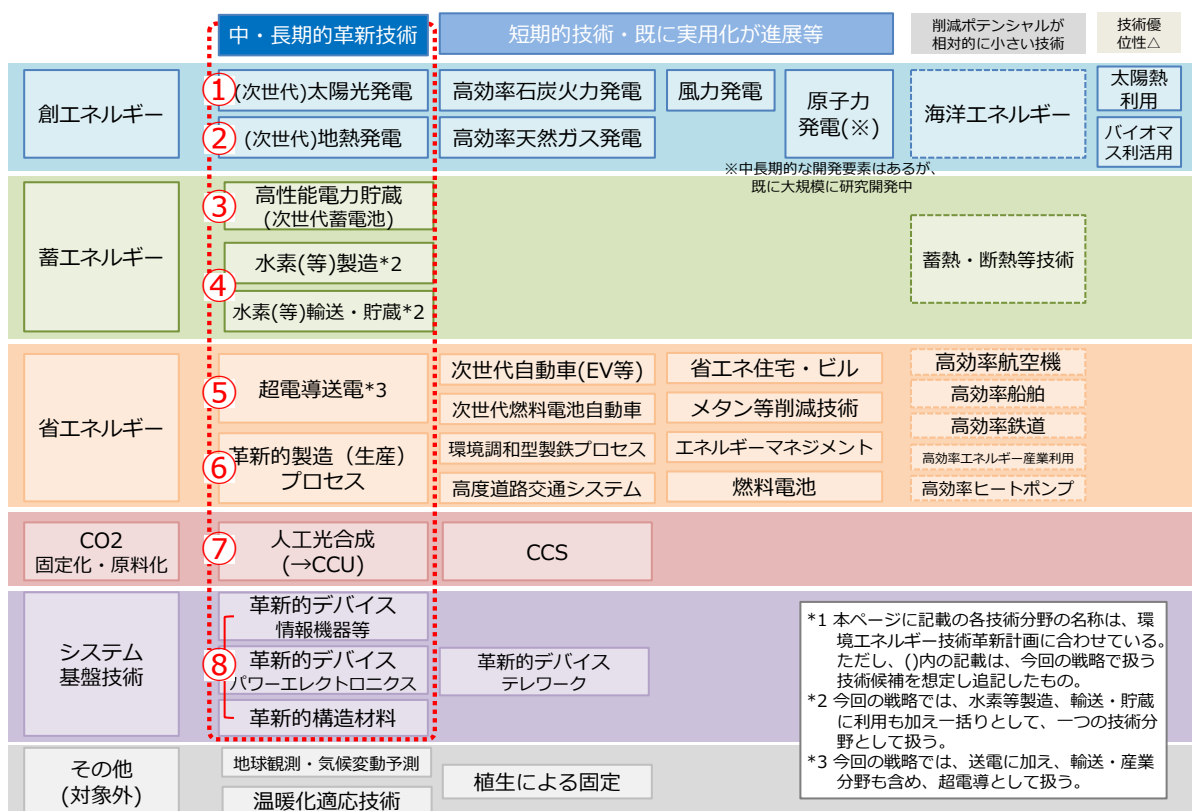 中・長期的革新技術
短期的技術・既に実用化が進展等
削減ポテンシャルが
相対的に小さい技術
技術優
位性△
創エネルギー
①
(次世代)太陽光発電
②
(次世代)地熱発電
高効率石炭火力発電
高効率天然ガス発電
風力発電
原子力
発電(※)
※中長期的な開発要素はあるが、
既に大規模に研究開発中
海洋エネルギー
太陽熱
利用
バイオマ
ス利活用
蓄エネルギー
③
高性能電力貯蔵
(次世代蓄電池)
④
水素(等)製造*2
水素(等)輸送・貯蔵*2
蓄熱・断熱等技術
省エネルギー
⑤
超電導送電*3
⑥
革新的製造（生産）
プロセス
次世代自動車(EV等)
次世代燃料電池自動車
環境調和型製鉄プロセス
高度道路交通システム
省エネ住宅・ビル
メタン等削減技術
エネルギーマネジメント
燃料電池
高効率航空機
高効率船舶
高効率鉄道
高効率エネルギー産業利用
高効率ヒートポンプ
CO2
固定化・原料化
⑦
人工光合成
(→CCU)
CCS
システム
基盤技術
⑧
革新的デバイス
情報機器等
革新的デバイス
パワーエレクトロニクス
革新的構造材料
革新的デバイス
テレワーク
*1 本ページに記載の各技術分野の名称は、環
境エネルギー技術革新計画に合わせている。
ただし、()内の記載は、今回の戦略で扱う
技術候補を想定し追記したもの。
*2 今回の戦略では、水素等製造、輸送・貯蔵
に利用も加え一括りとして、一つの技術分
野として扱う。
*3 今回の戦略では、送電に加え、輸送・産業
分野も含め、超電導として扱う。
その他
(対象外)
地球観測・気候変動予測
温暖化適応技術
植生による固定